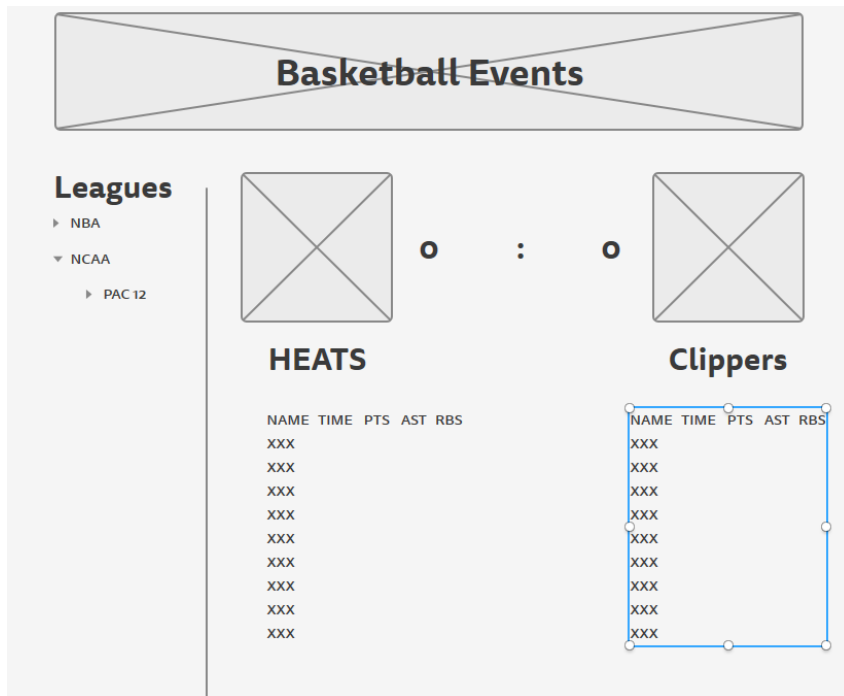 Basketball Events
Leagues
NBA
NCAA
PAC 12
0 : 0
HEATS
Clippers
NAME TIME PTS AST RBS
XXX
XXX
XXX
XXX
XXX
XXX
XXX
XXX
XXX
NAME TIME PTS AST RBS
XXX
XXX
XXX
XXX
XXX
XXX
XXX
XXX
XXX